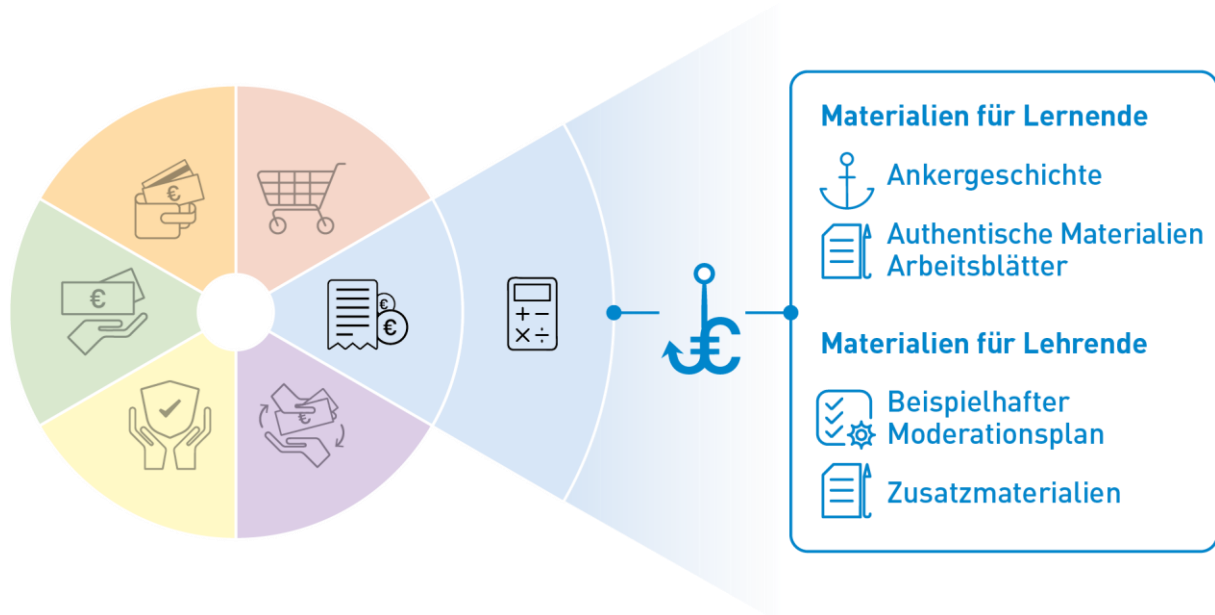 Materialien für Lernende
Ankergeschichte
Authentische Materialien
Arbeitsblätter
Materialien für Lehrende
Beispielhafter
Moderationsplan
Zusatzmaterialien